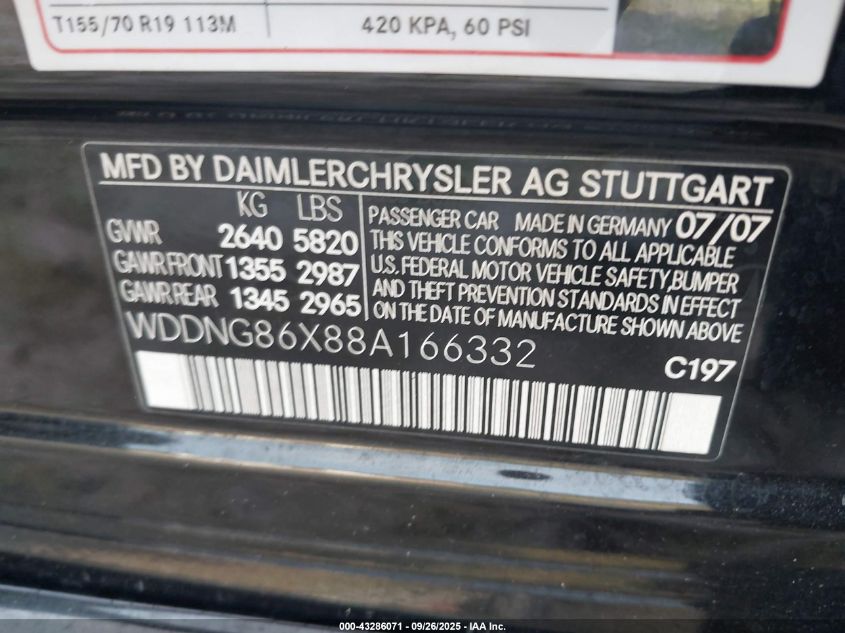 T155/70 R19 113M 420 KPA, 60 PSI
MFD BY DAIMLERCHRYSLER AG STUTTGART
KG LBS
GVWR 2640 5820
GAWR FRONT 1355 2987
GAWR REAR 1345 2965
PASSENGER CAR MADE IN GERMANY 07/07
THIS VEHICLE CONFORMS TO ALL APPLICABLE
U.S. FEDERAL MOTOR VEHICLE SAFETY, BUMPER
AND THEFT PREVENTION STANDARDS IN EFFECT
ON THE DATE OF MANUFACTURE SHOWN ABOVE
WDDNG86X88A166332
C197
000-43286071 - 09/26/2025 - IAA Inc.